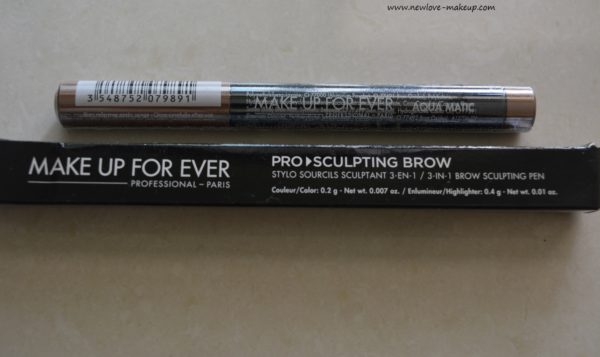 www.newlove-makeup.com
3 548752 079891
MAKE UP FOR EVER
PROFESSIONAL - PARIS
AQUA MATIC
MAKE UP FOR EVER
PROFESSIONAL – PARIS
PRO▸SCULPTING BROW
STYLO SOURCILS SCULPTANT 3-EN-1 / 3-IN-1 BROW SCULPTING PEN
Couleur/Color: 0.2 g - Net wt. 0.007 oz. / Enlumineur/Highlighter: 0.4 g - Net wt. 0.01 oz.